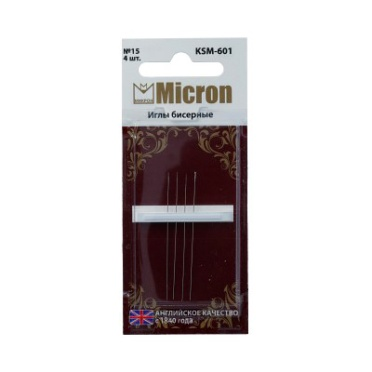 №15
4 шт.
KSM-601
Micron
Иглы бисерные
АНГЛИЙСКОЕ КАЧЕСТВО
с 1840 года